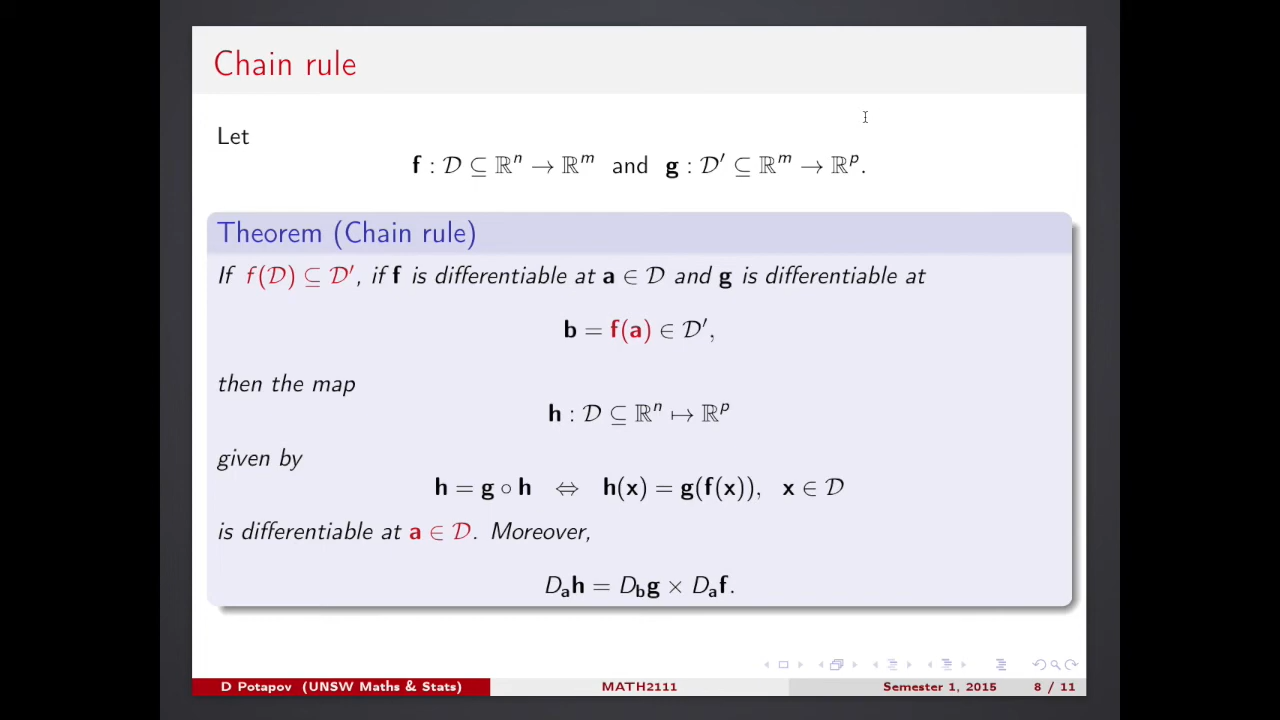 Chain rule
Let
f : 𝒟 ⊆ ℝⁿ → ℝᵐ and g : 𝒟′ ⊆ ℝᵐ → ℝᵖ.
Theorem (Chain rule)
If f(𝒟) ⊆ 𝒟′, if f is differentiable at a ∈ 𝒟 and g is differentiable at
b = f(a) ∈ 𝒟′,
then the map
h : 𝒟 ⊆ ℝⁿ ↦ ℝᵖ
given by
h = g ∘ h ⇔ h(x) = g(f(x)), x ∈ 𝒟
is differentiable at a ∈ 𝒟. Moreover,
Dₐh = D_b g × Dₐf.
D Potapov (UNSW Maths & Stats) MATH2111 Semester 1, 2015 8 / 11